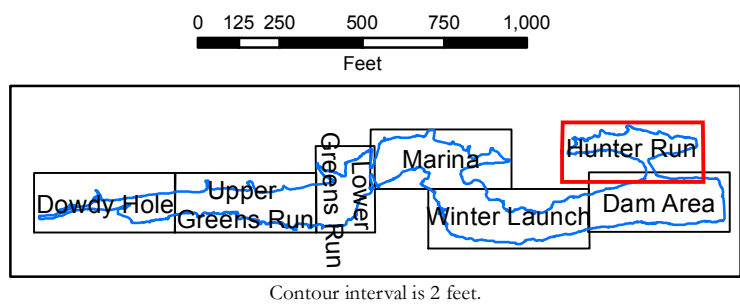 0 125 250 500 750 1,000
Feet
Dowdy Hole
Upper
Greens Run
Lower
Greens Run
Marina
Winter Launch
Hunter Run
Dam Area
Contour interval is 2 feet.